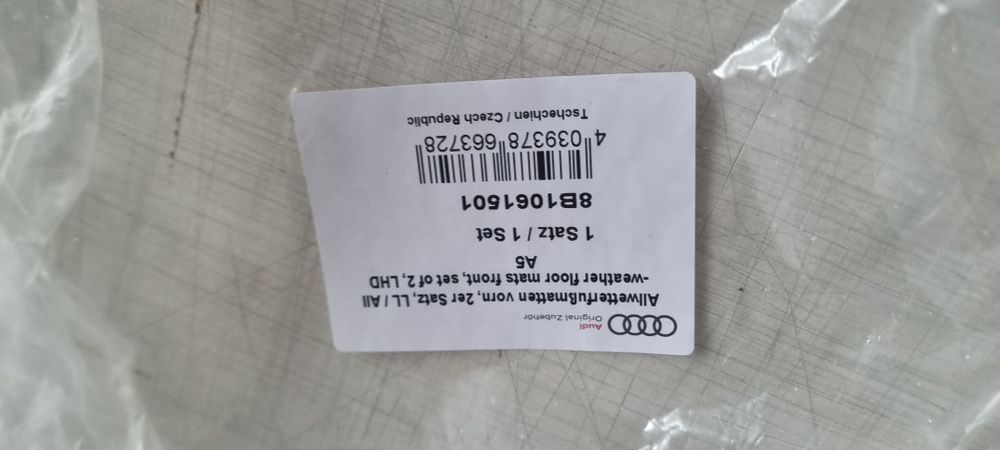 Audi
Original Zubehör
Allwetterfußmatten vorn, 2er Satz, LL / All
-weather floor mats front, set of 2, LHD
A5
1 Satz / 1 Set
8B1061501
4 039378 663728
Tschechien / Czech Republic